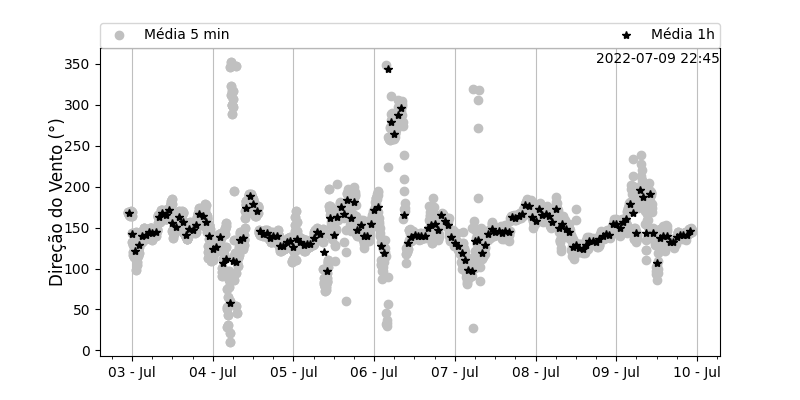 Média 5 min
Média 1h
2022-07-09 22:45
Direção do Vento (°)
350
300
250
200
150
100
50
0
03 - Jul
04 - Jul
05 - Jul
06 - Jul
07 - Jul
08 - Jul
09 - Jul
10 - Jul